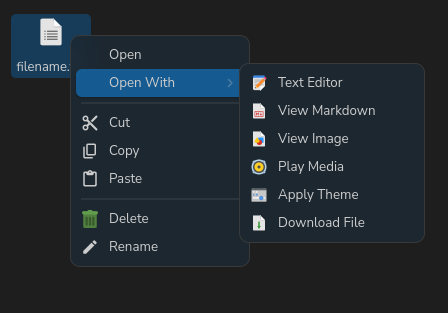 filename.
Open
Open With
Cut
Copy
Paste
Delete
Rename
Text Editor
View Markdown
View Image
Play Media
Apply Theme
Download File